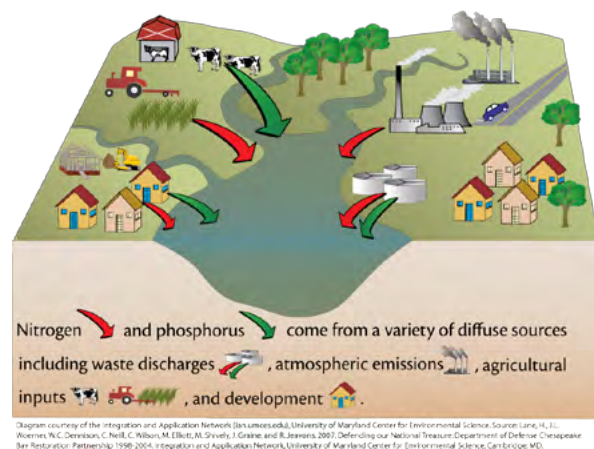 Nitrogen and phosphorus come from a variety of diffuse sources
including waste discharges , atmospheric emissions , agricultural
inputs , and development .
Diagram courtesy of the Integration and Application Network (ian.umces.edu), University of Maryland Center for Environmental Science. Source: Lane, H., J.L.
Woerner, W.C. Dennison, C. Neill, C. Wilson, M. Elliott, M. Shively, J. Graine, and R. Jeavons. 2007. Defending our National Treasure: Department of Defense Chesapeake
Bay Restoration Partnership 1998-2004. Integration and Application Network, University of Maryland Center for Environmental Science, Cambridge, MD.